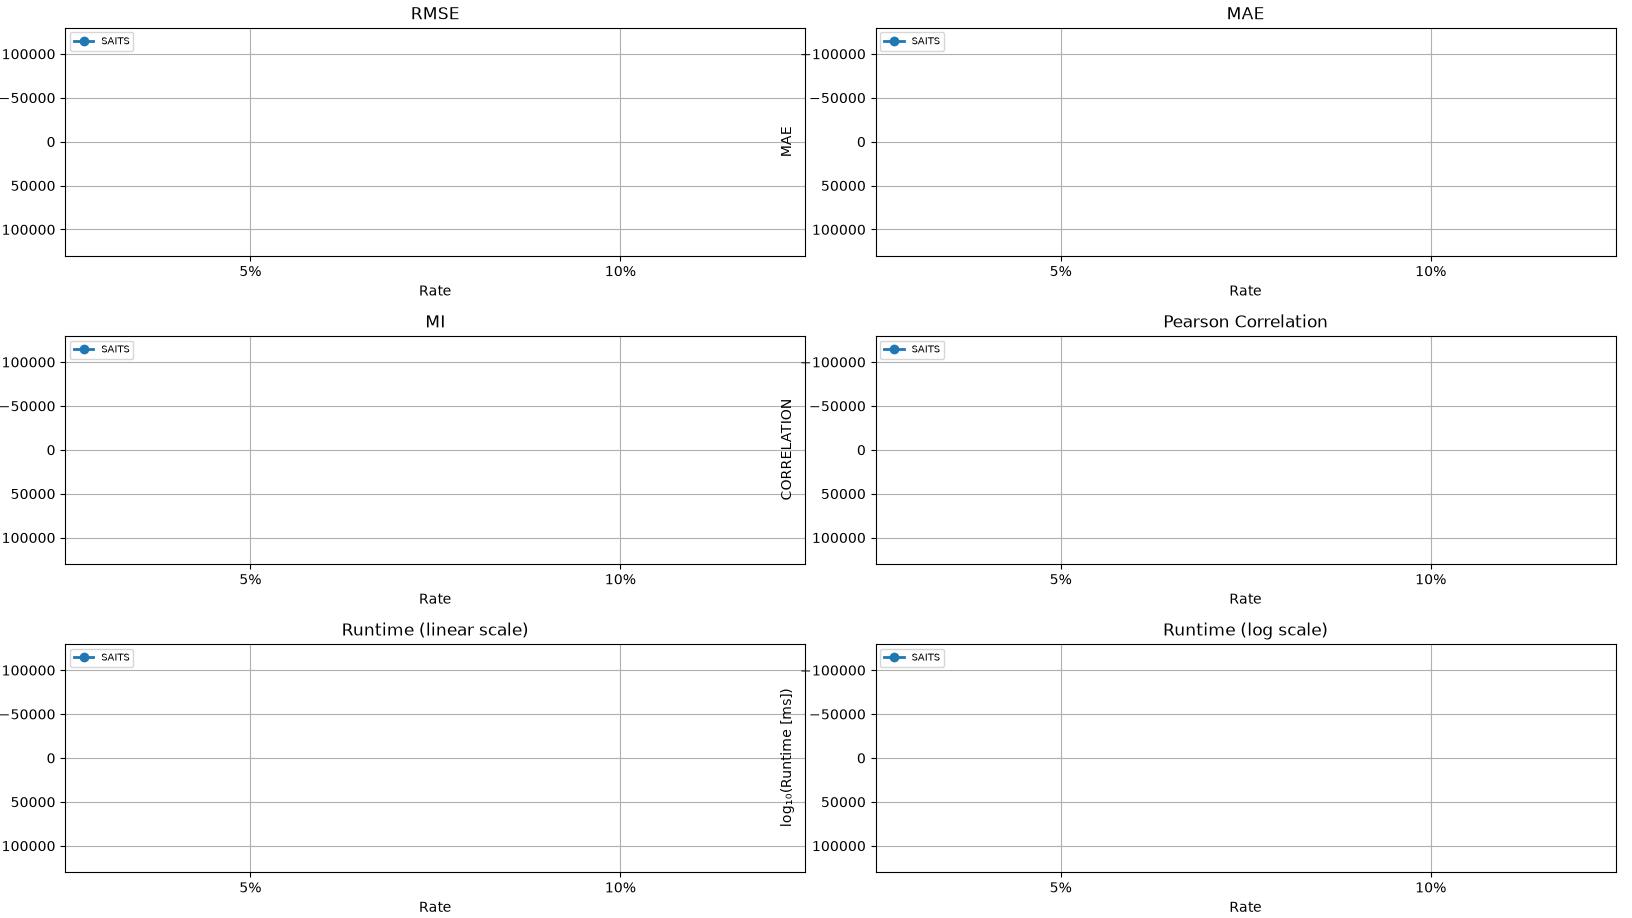 RMSE
SAITS
100000
−50000
0
50000
100000
5%
10%
Rate
MAE
SAITS
MAE
−100000
−50000
0
50000
100000
5%
10%
Rate
MI
SAITS
100000
−50000
0
50000
100000
5%
10%
Rate
Pearson Correlation
SAITS
CORRELATION
−100000
−50000
0
50000
100000
5%
10%
Rate
Runtime (linear scale)
SAITS
100000
−50000
0
50000
100000
5%
10%
Rate
Runtime (log scale)
SAITS
log₁₀(Runtime [ms])
−100000
−50000
0
50000
100000
5%
10%
Rate